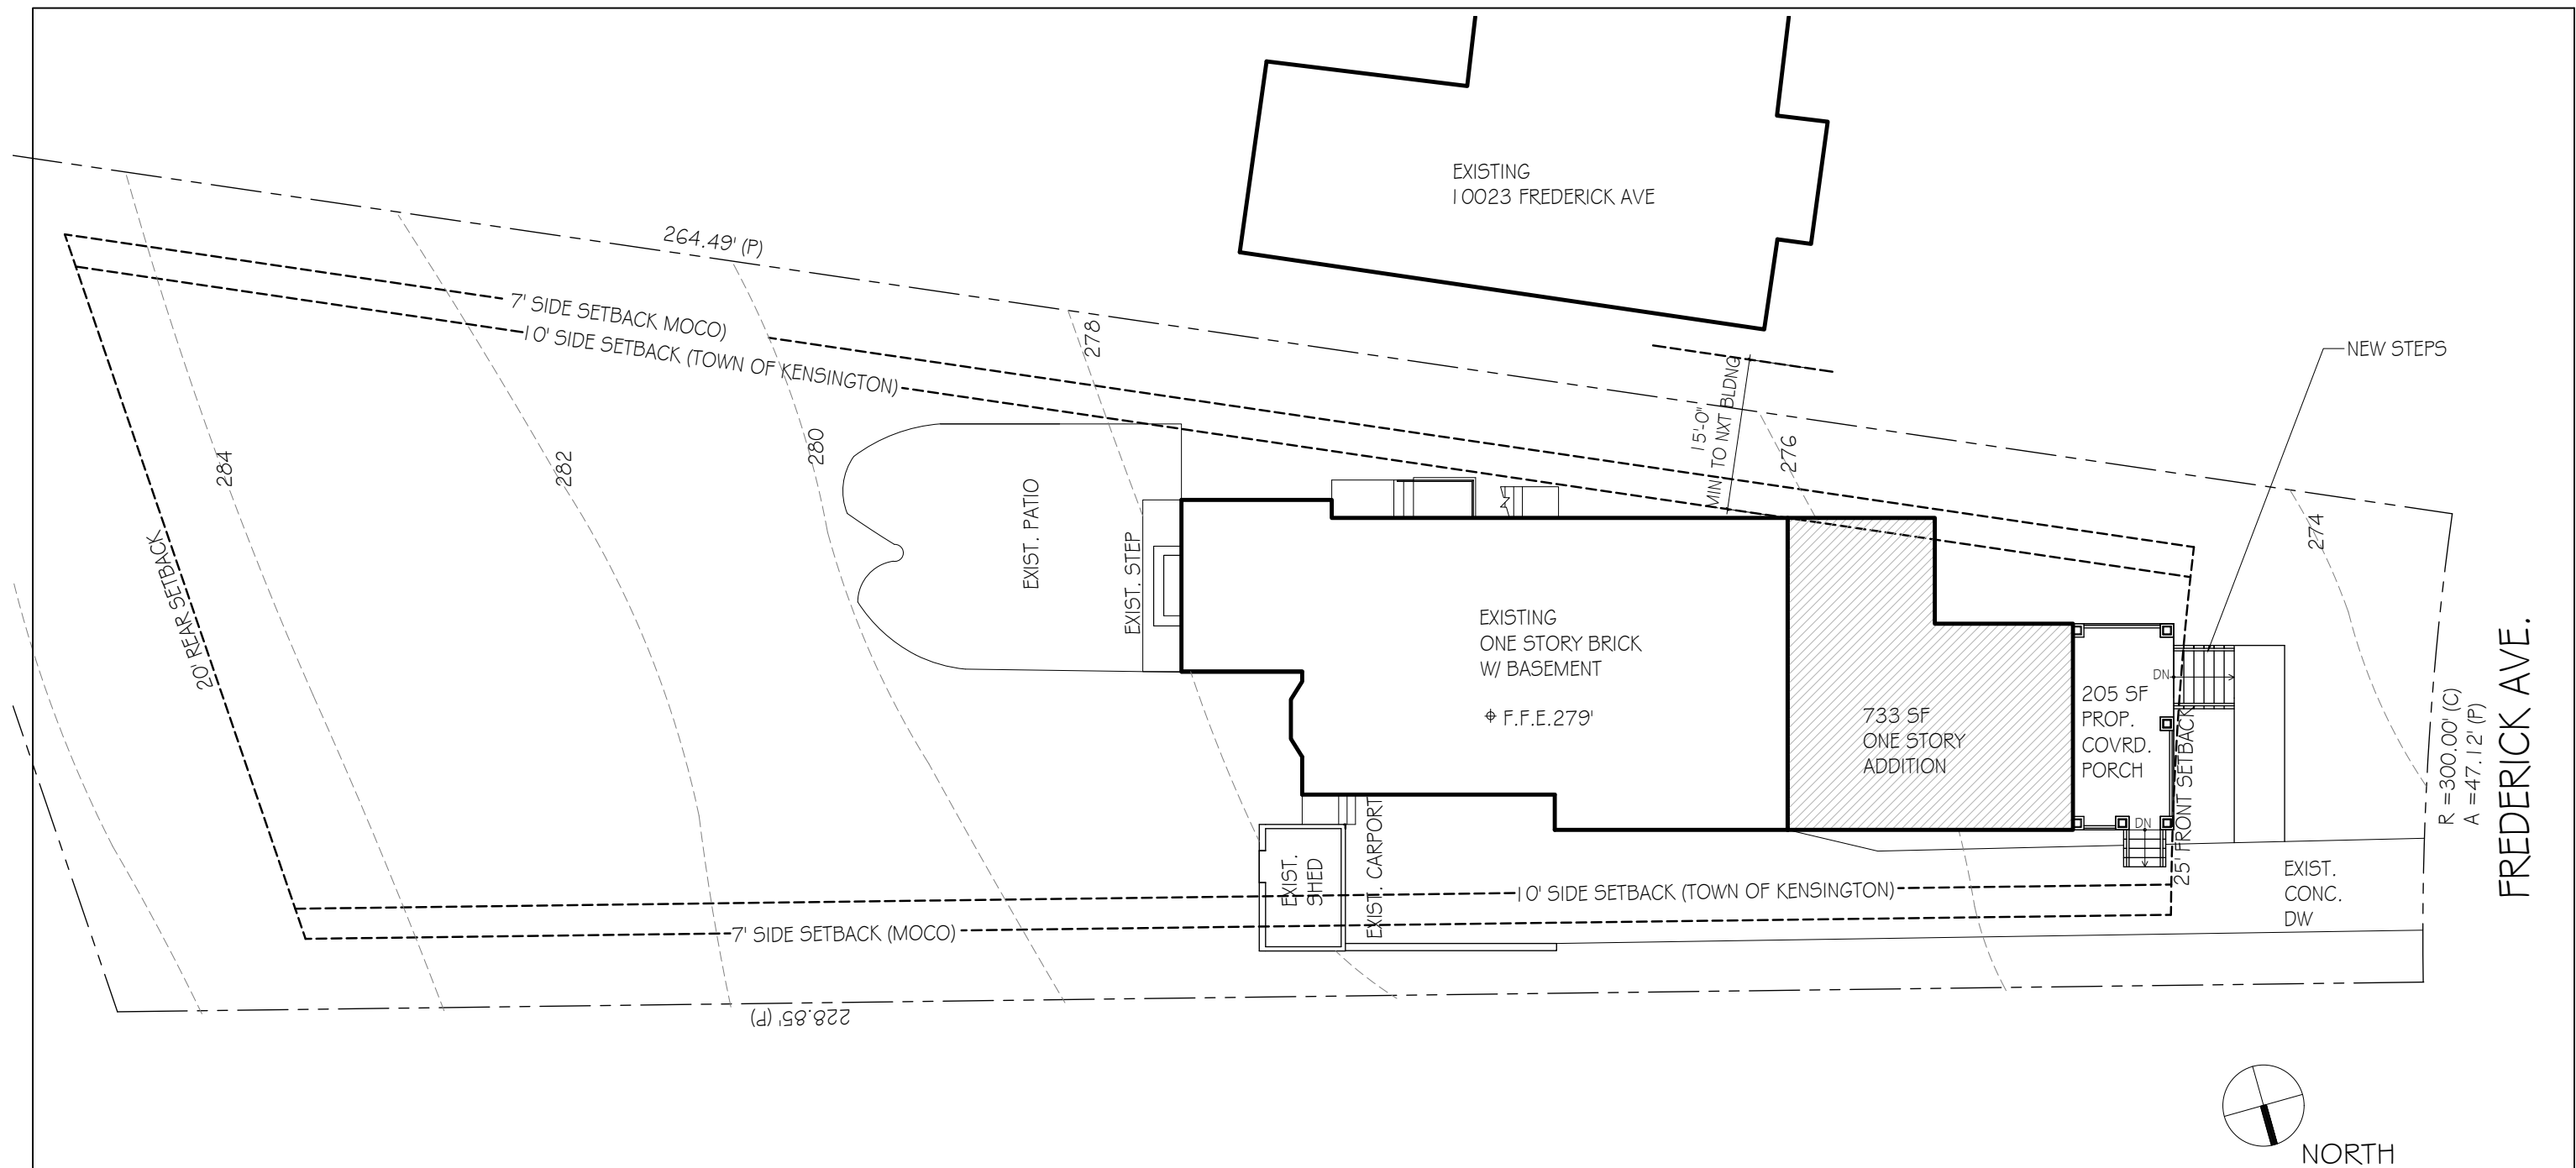 EXISTING
10023 FREDERICK AVE
264.49' (P)
7' SIDE SETBACK MOCO)
10' SIDE SETBACK (TOWN OF KENSINGTON)
278
NEW STEPS
15'-0"
MIN TO NXT BLDNG
276
284
282
280
274
EXIST. PATIO
EXIST. STEP
20' REAR SETBACK
EXISTING
ONE STORY BRICK
W/ BASEMENT
F.F.E.279'
733 SF
ONE STORY
ADDITION
205 SF
PROP.
COVRD.
PORCH
DN
DN
25' FRONT SETBACK
R =300.00' (C)
A =47.12' (P)
FREDERICK AVE.
EXIST.
SHED
EXIST. CARPORT
10' SIDE SETBACK (TOWN OF KENSINGTON)
7' SIDE SETBACK (MOCO)
EXIST.
CONC.
DW
228.85' (P)
NORTH